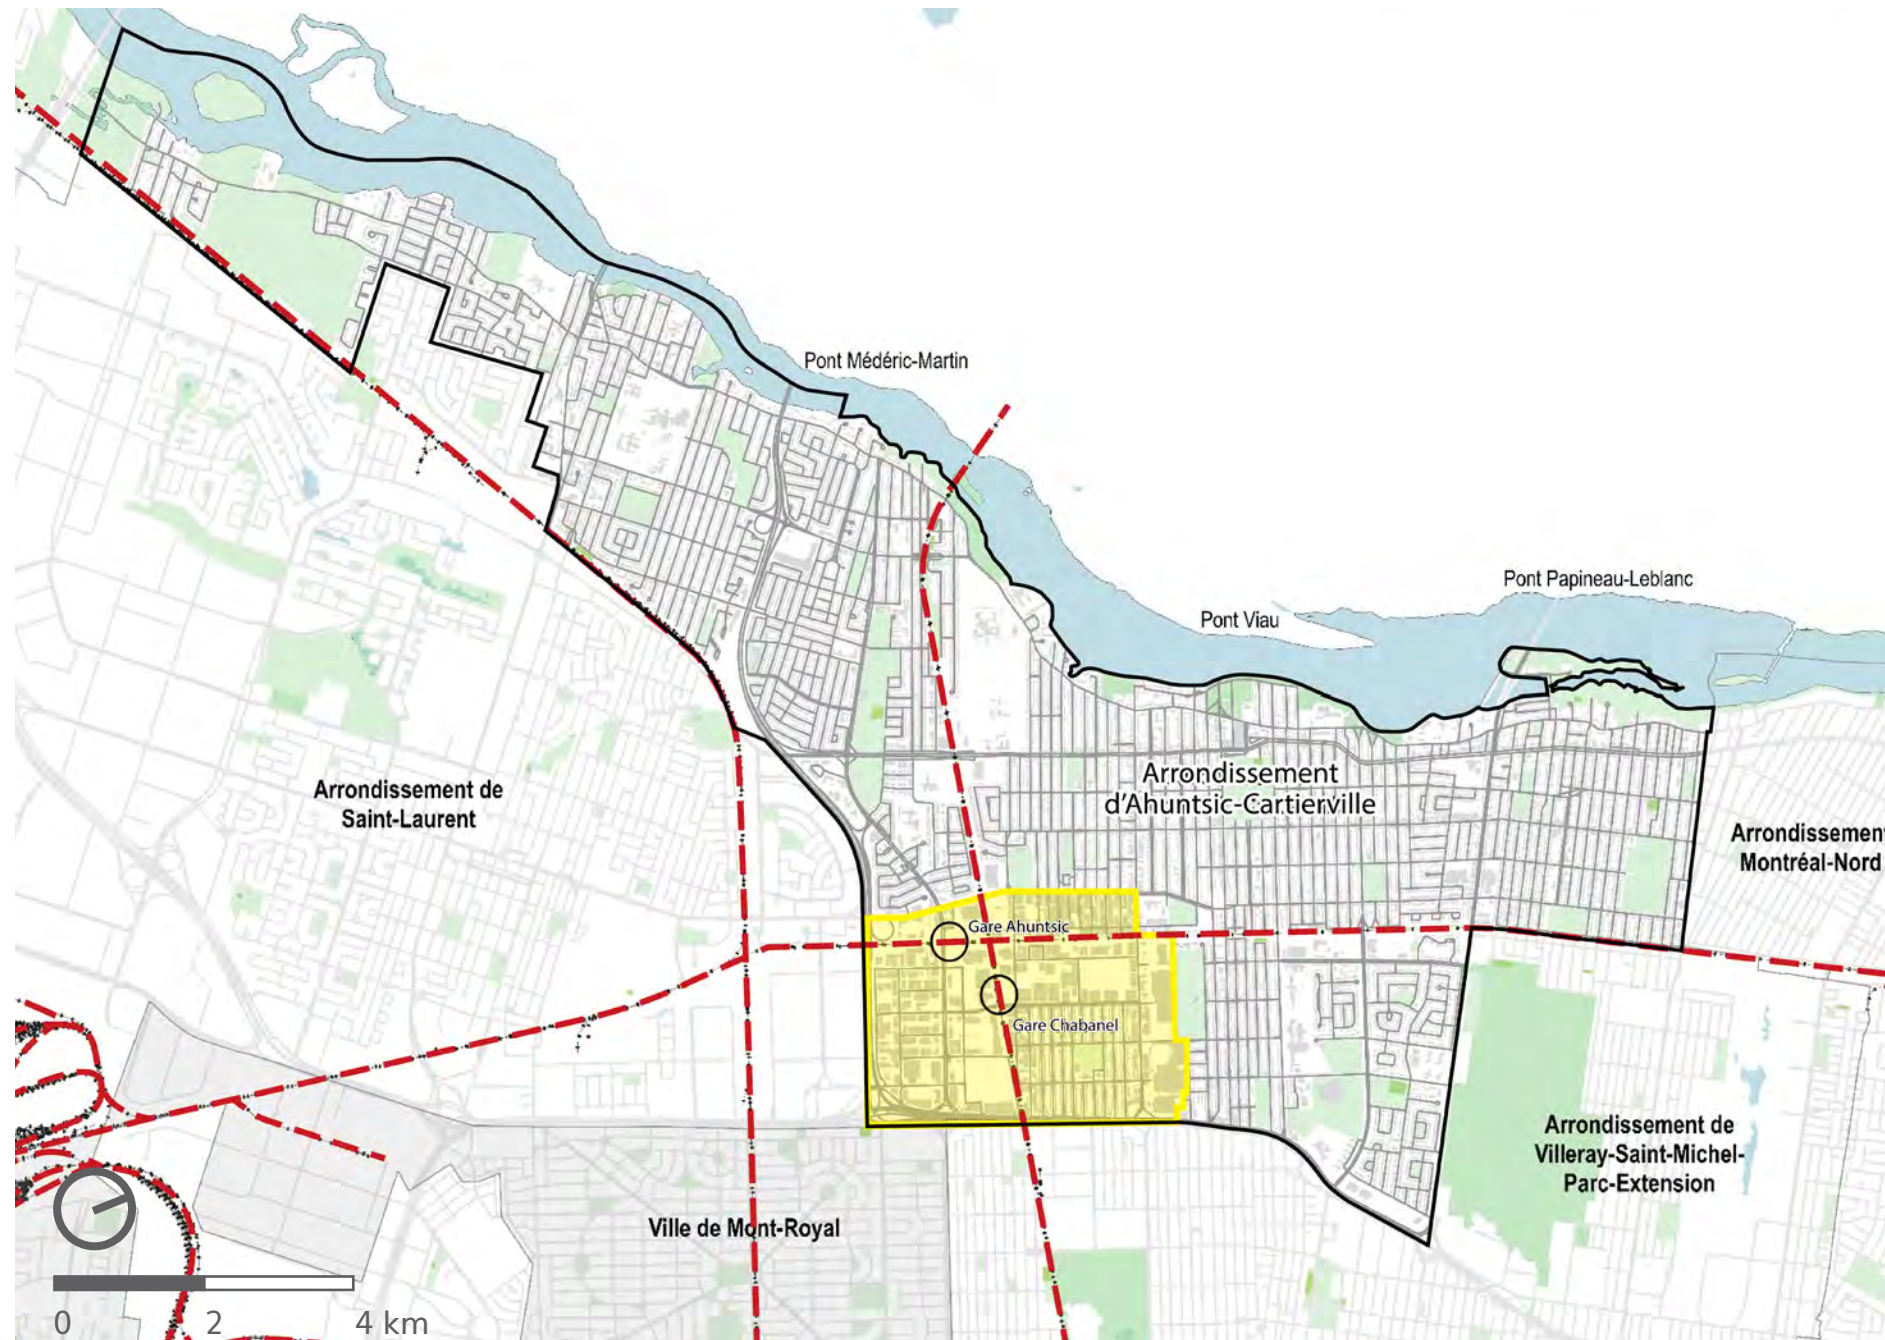 Pont Médéric-Martin
Pont Papineau-Leblanc
Pont Viau
Arrondissement
d'Ahuntsic-Cartierville
Arrondissement de
Saint-Laurent
Arrondissement
Montréal-Nord
Gare Ahuntsic
Gare Chabanel
Arrondissement de
Villeray-Saint-Michel-
Parc-Extension
Ville de Mont-Royal
0 2 4 km